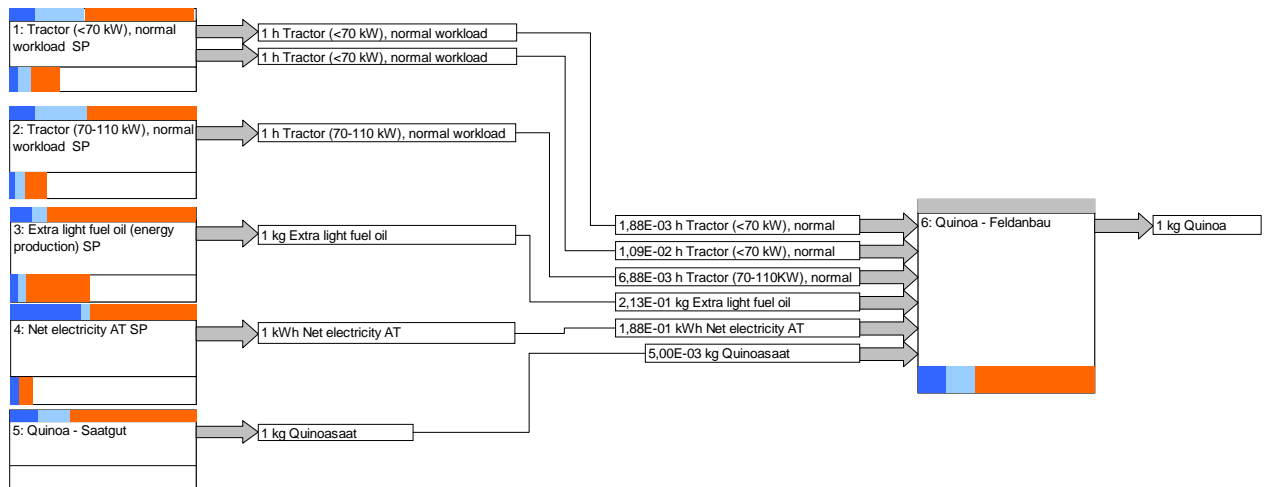 1: Tractor (<70 kW), normal
workload  SP
1 h Tractor (<70 kW), normal workload
1 h Tractor (<70 kW), normal workload
2: Tractor (70-110 kW), normal
workload  SP
1 h Tractor (70-110 kW), normal workload
3: Extra light fuel oil (energy
production) SP
1 kg Extra light fuel oil
4: Net electricity AT SP
1 kWh Net electricity AT
5: Quinoa - Saatgut
1 kg Quinoasaat
1,88E-03 h Tractor (<70 kW), normal
1,09E-02 h Tractor (<70 kW), normal
6,88E-03 h Tractor (70-110KW), normal
2,13E-01 kg Extra light fuel oil
1,88E-01 kWh Net electricity AT
5,00E-03 kg Quinoasaat
6: Quinoa - Feldanbau
1 kg Quinoa